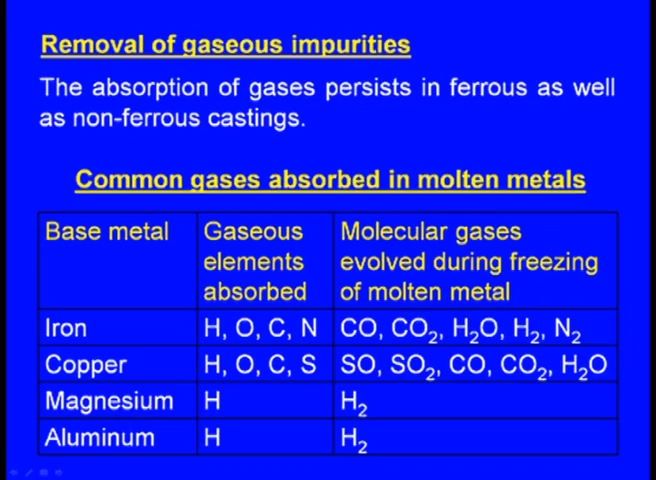 Removal of gaseous impurities
The absorption of gases persists in ferrous as well
as non-ferrous castings.
Common gases absorbed in molten metals
Base metal
Gaseous
elements
absorbed
Molecular gases
evolved during freezing
of molten metal
Iron H, O, C, N CO, CO₂, H₂O, H₂, N₂
Copper H, O, C, S SO, SO₂, CO, CO₂, H₂O
Magnesium H H₂
Aluminum H H₂